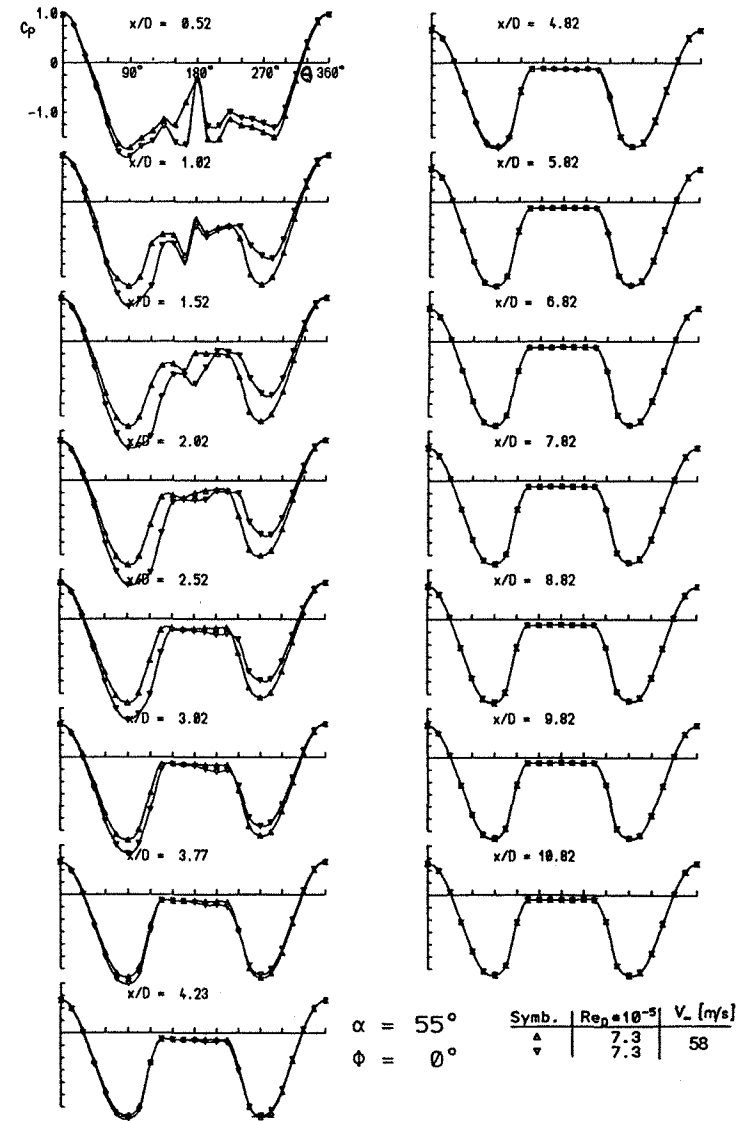 1.0
Cp
x/D = 0.52
0
90°
180°
270°
θ
360°
-1.0
x/D = 1.02
x/D = 1.52
x/D = 2.02
x/D = 2.52
x/D = 3.02
x/D = 3.77
x/D = 4.23
x/D = 4.82
x/D = 5.82
x/D = 6.82
x/D = 7.82
x/D = 8.82
x/D = 9.82
x/D = 10.82
α = 55°
Φ = 0°
Symb. Re_D *10⁻⁵ V∞ [m/s]
▵ 7.3
▿ 7.3
58